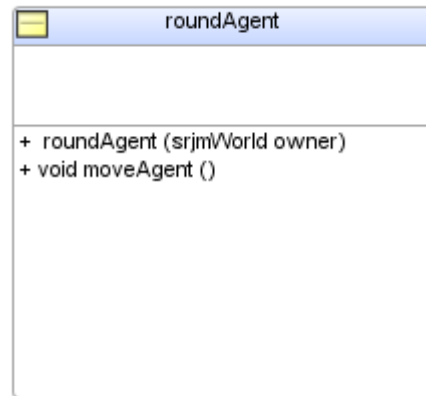 roundAgent
+ roundAgent (srjmWorld owner)
+ void moveAgent ()